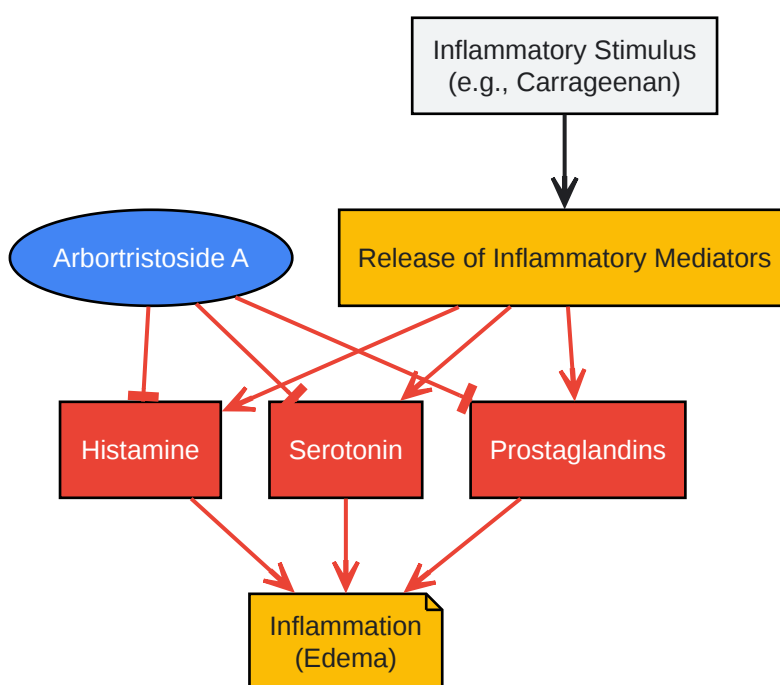 Inflammatory Stimulus
(e.g., Carrageenan)
Arbortristoside A
Release of Inflammatory Mediators
Histamine
Serotonin
Prostaglandins
Inflammation
(Edema)